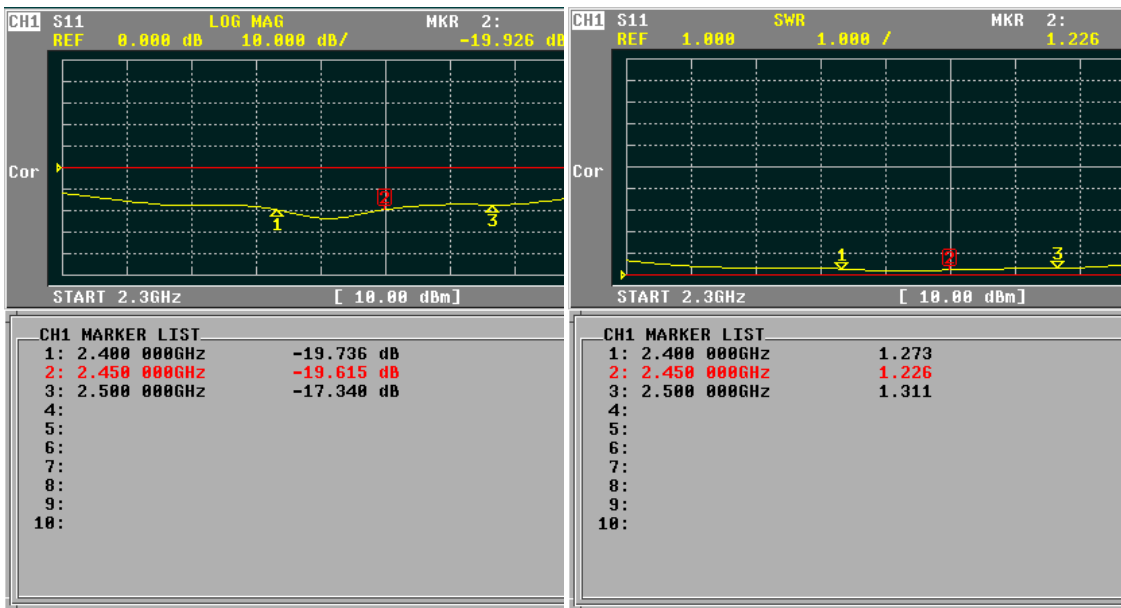 CH1 S11 LOG MAG MKR 2:
REF 0.000 dB 10.000 dB/ -19.926 dB
Cor
2
1
3
START 2.3GHz [ 10.00 dBm]
CH1 MARKER LIST
1: 2.400 000GHz -19.736 dB
2: 2.450 000GHz -19.615 dB
3: 2.500 000GHz -17.340 dB
4:
5:
6:
7:
8:
9:
10:
CH1 S11 SWR MKR 2:
REF 1.000 1.000 / 1.226
Cor
1
2
3
START 2.3GHz [ 10.00 dBm]
CH1 MARKER LIST
1: 2.400 000GHz 1.273
2: 2.450 000GHz 1.226
3: 2.500 000GHz 1.311
4:
5:
6:
7:
8:
9:
10: